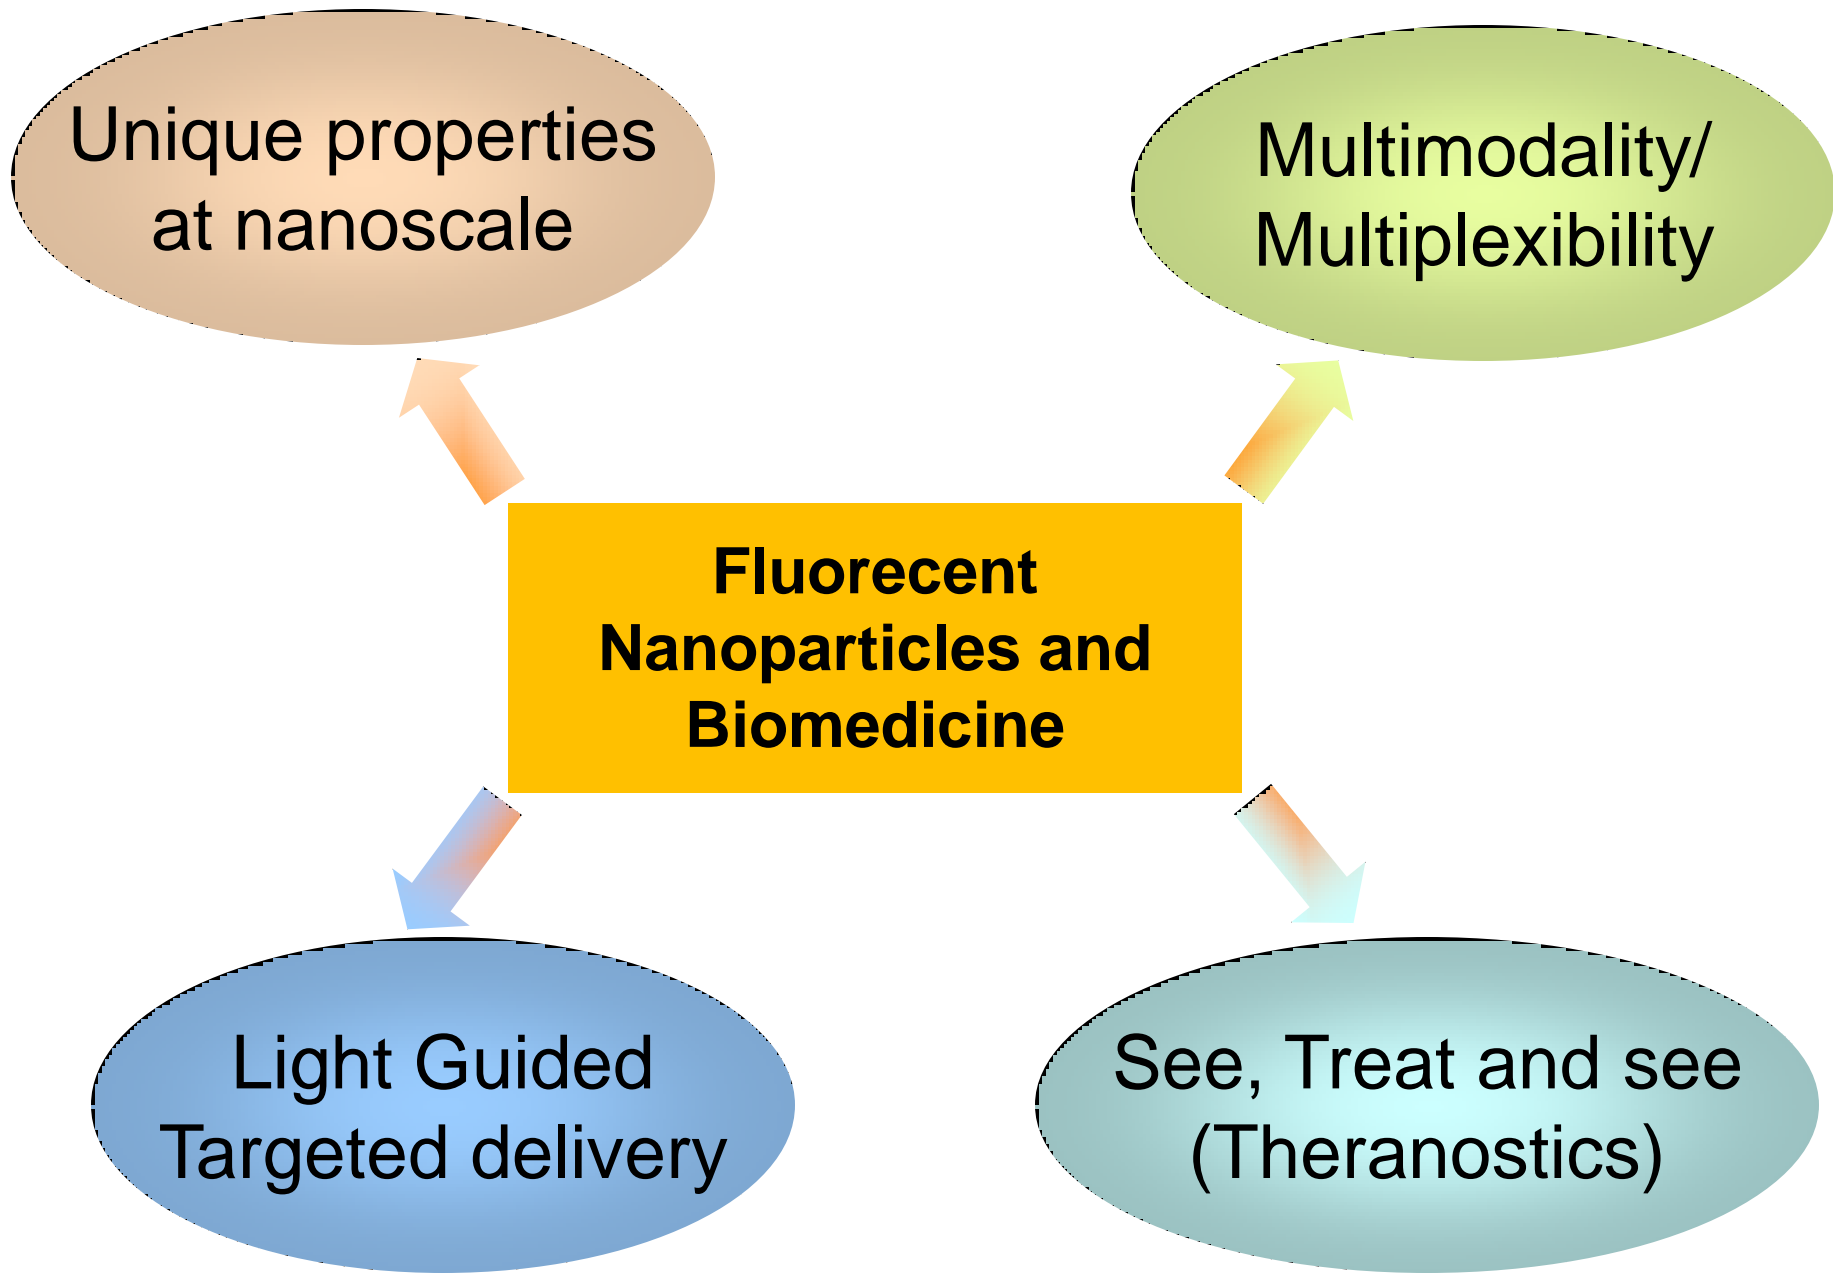 Unique properties
at nanoscale
Multimodality/
Multiplexibility
Fluorecent
Nanoparticles and
Biomedicine
Light Guided
Targeted delivery
See, Treat and see
(Theranostics)